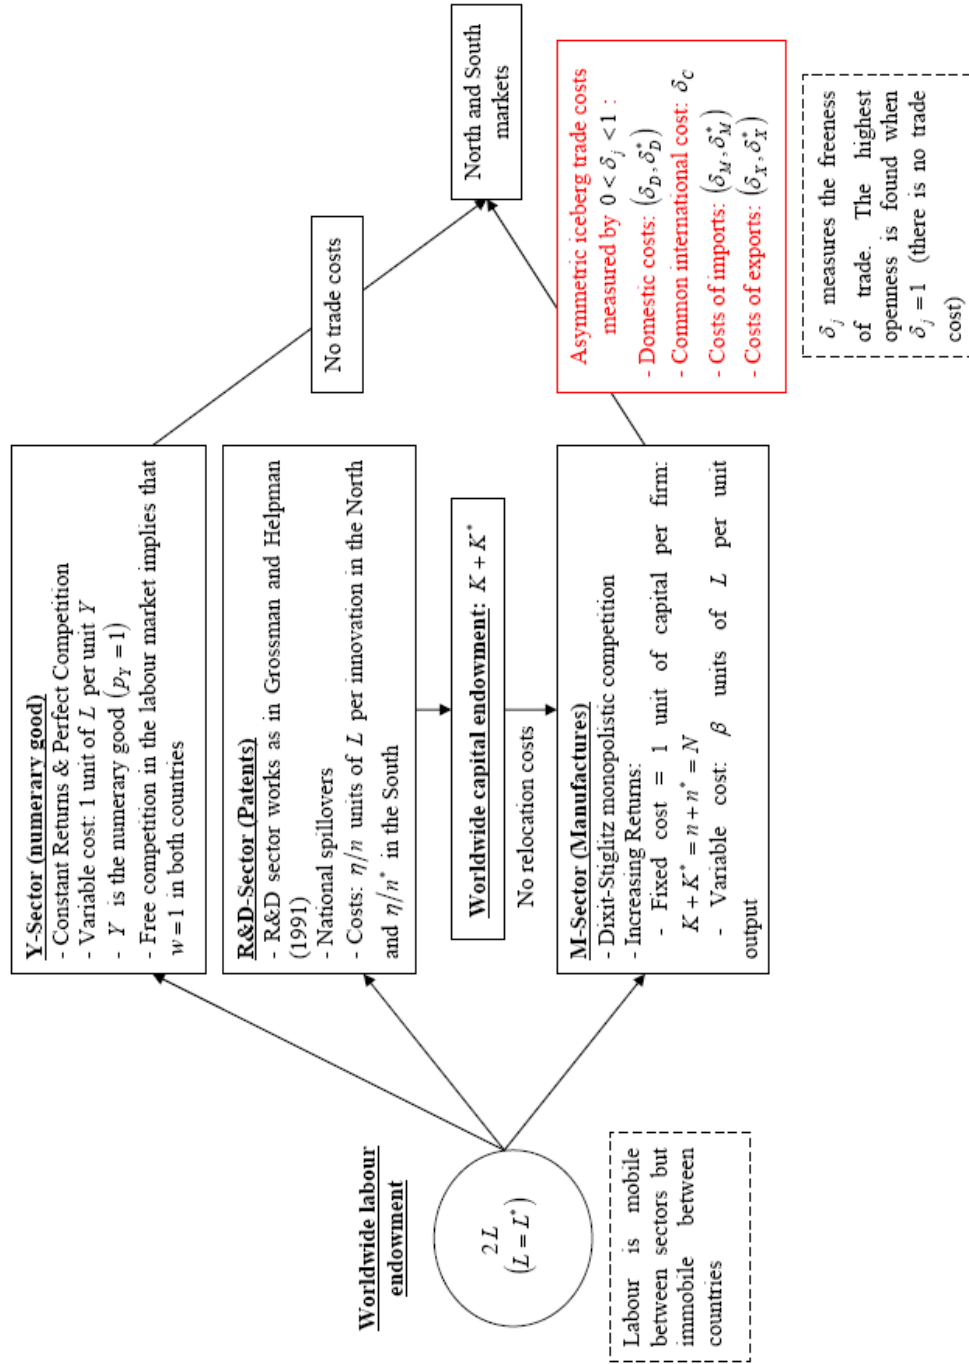 Worldwide labour
endowment
2L
(L = L*)
Labour is mobile
between sectors but
immobile between
countries
Y-Sector (numerary good)
- Constant Returns & Perfect Competition
- Variable cost: 1 unit of L per unit Y
- Y is the numerary good (p_Y = 1)
- Free competition in the labour market implies that
w = 1 in both countries
R&D-Sector (Patents)
- R&D sector works as in Grossman and Helpman
(1991)
- National spillovers
- Costs: η/n units of L per innovation in the North
and η/n* in the South
Worldwide capital endowment: K + K*
No relocation costs
M-Sector (Manufactures)
- Dixit-Stiglitz monopolistic competition
- Increasing Returns:
- Fixed cost = 1 unit of capital per firm:
K + K* = n + n* = N
- Variable cost: β units of L per unit
output
No trade costs
North and South
markets
Asymmetric iceberg trade costs
measured by 0 < δ_j < 1 :
- Domestic costs: (δ_D, δ_D*)
- Common international cost: δ_C
- Costs of imports: (δ_M, δ_M*)
- Costs of exports: (δ_X, δ_X*)
δ_j measures the freeness
of trade. The highest
openness is found when
δ_j = 1 (there is no trade
cost)